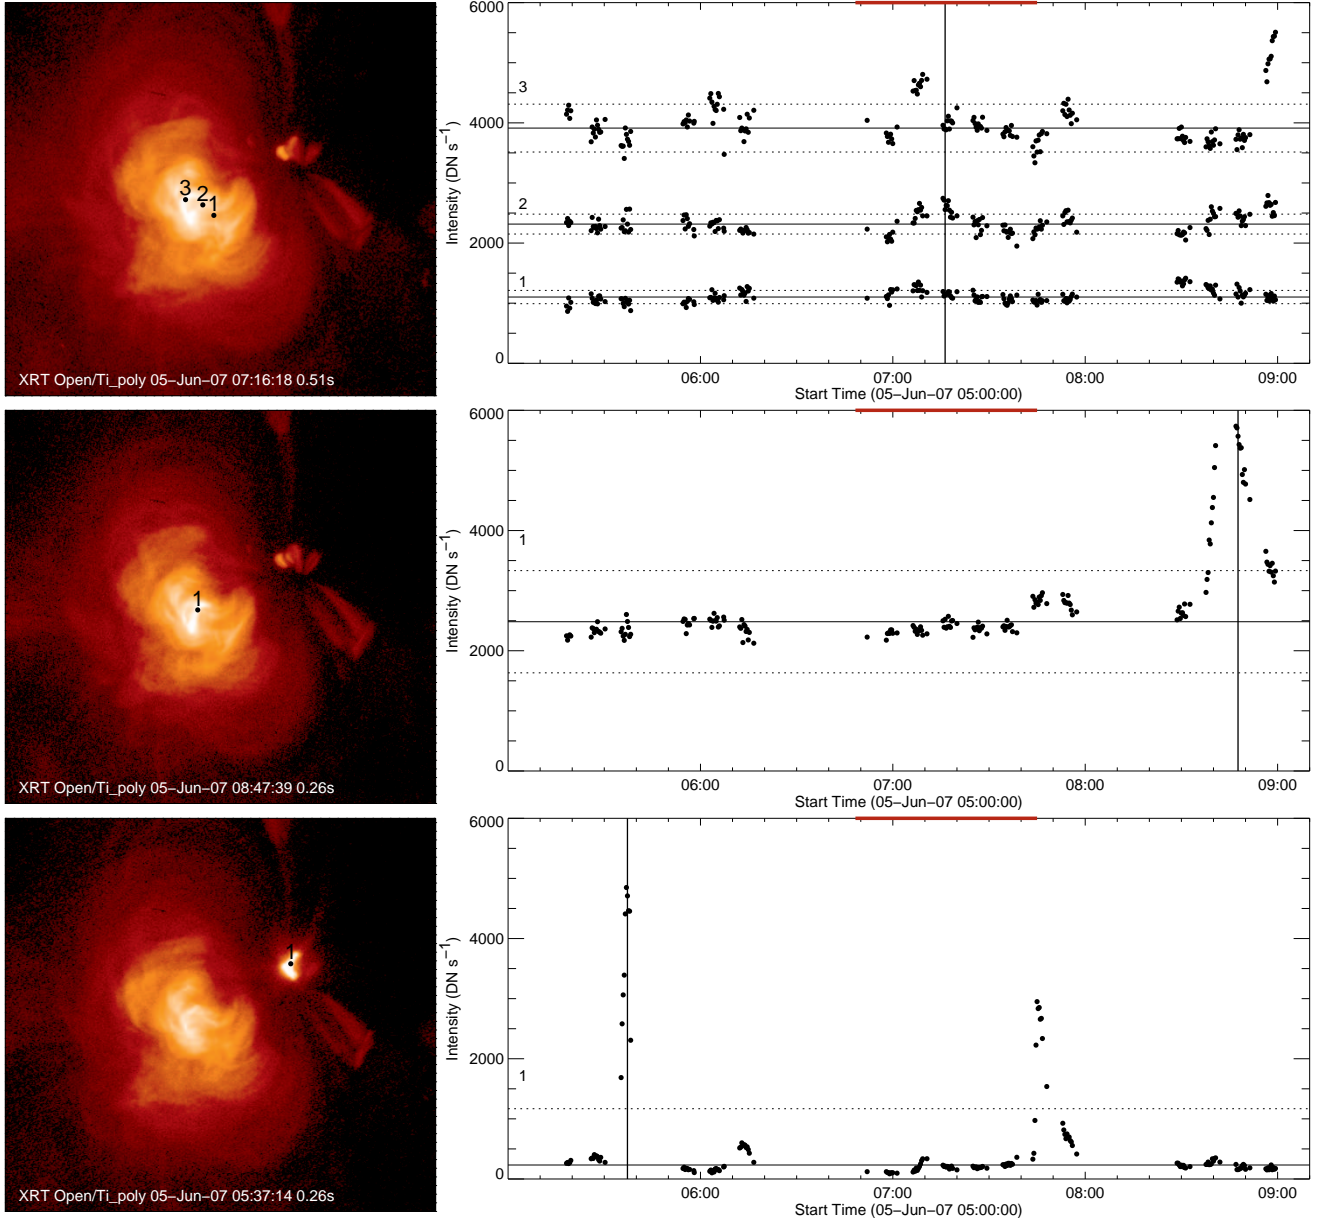 3
2
1
XRT Open/Ti_poly 05-Jun-07 07:16:18 0.51s
6000
4000
2000
0
Intensity (DN s⁻¹)
3
2
1
06:00 07:00 08:00 09:00
Start Time (05-Jun-07 05:00:00)
1
XRT Open/Ti_poly 05-Jun-07 08:47:39 0.26s
6000
4000
2000
0
Intensity (DN s⁻¹)
1
06:00 07:00 08:00 09:00
Start Time (05-Jun-07 05:00:00)
1
XRT Open/Ti_poly 05-Jun-07 05:37:14 0.26s
6000
4000
2000
0
Intensity (DN s⁻¹)
1
06:00 07:00 08:00 09:00
Start Time (05-Jun-07 05:00:00)